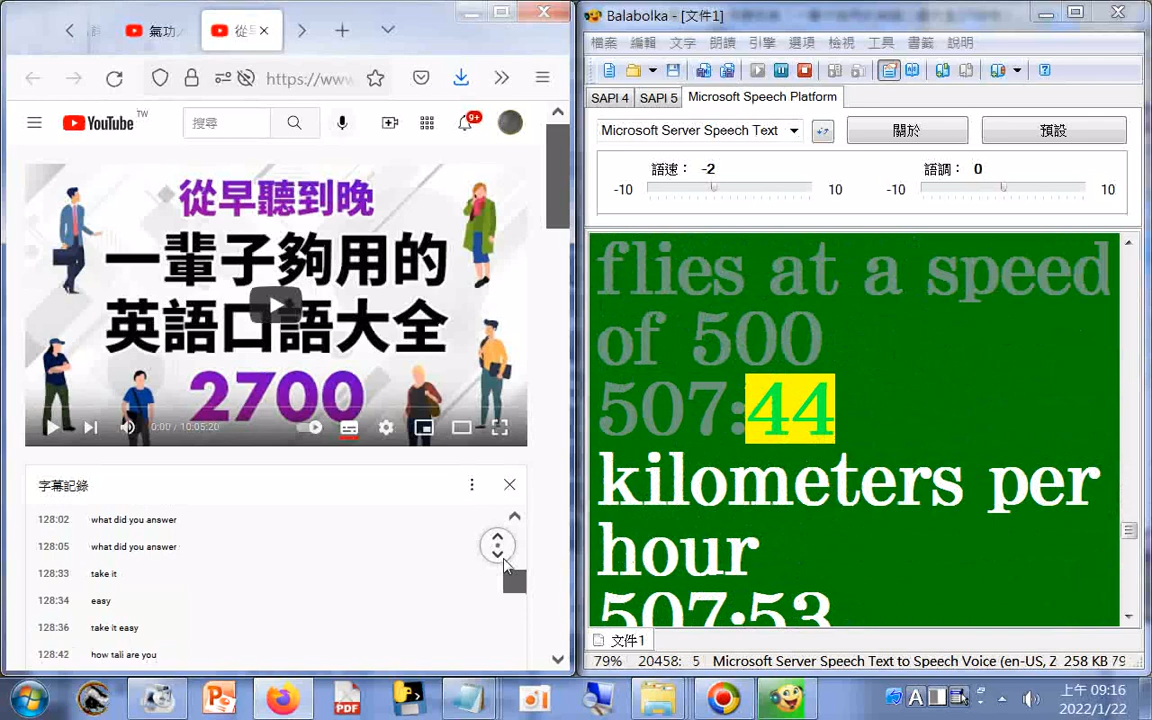 氣功
從
https://www
YouTube TW
搜尋
9+
從早聽到晚
一輩子夠用的
英語口語大全
2700
0:00 / 10:05:20
字幕記錄
128:02 what did you answer
128:05 what did you answer
128:33 take it
128:34 easy
128:36 take it easy
128:42 how tali are you
Balabolka - [文件1]
檔案 編輯 文字 朗讀 引擎 選項 檢視 工具 書籤 說明
SAPI 4 SAPI 5 Microsoft Speech Platform
Microsoft Server Speech Text 關於 預設
語速： -2 語調： 0
-10 10 -10 10
flies at a speed
of 500
507:44
kilometers per
hour
507:53
文件1
79% 20458: 5 Microsoft Server Speech Text to Speech Voice (en-US, Z 258 KB 79
PDF
A
上午 09:16
2022/1/22